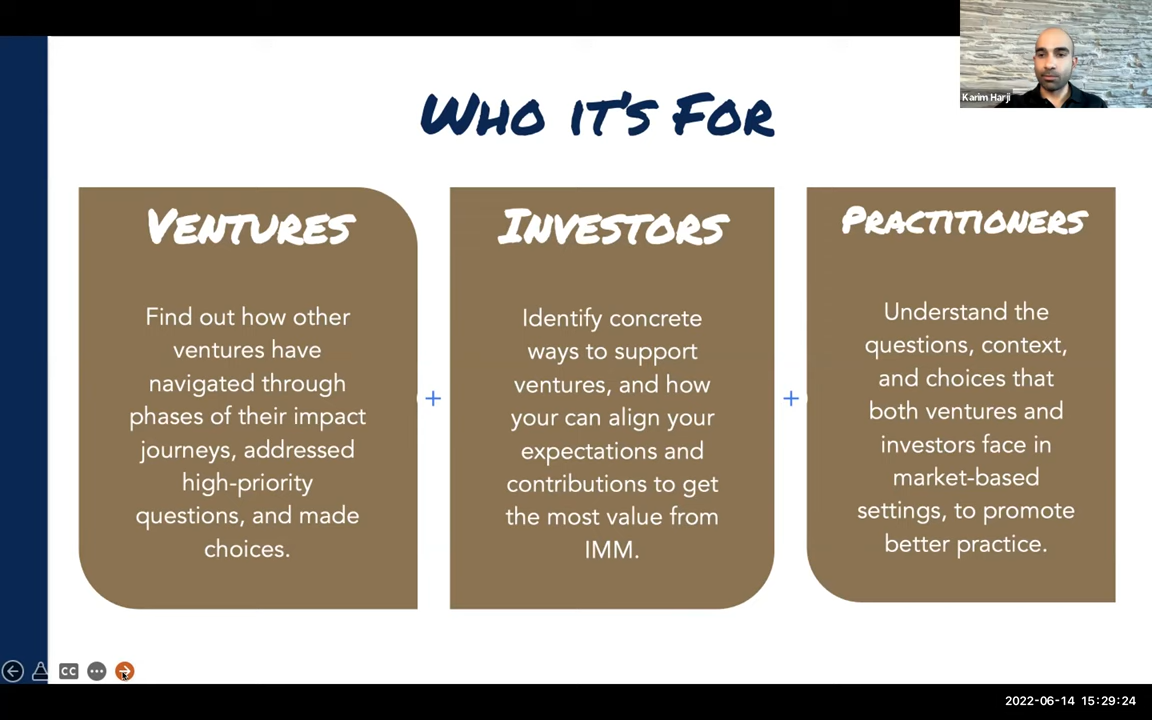 Karim Harji
WHO IT'S FOR
VENTURES
Find out how other
ventures have
navigated through
phases of their impact
journeys, addressed
high-priority
questions, and made
choices.
+
INVESTORS
Identify concrete
ways to support
ventures, and how
your can align your
expectations and
contributions to get
the most value from
IMM.
+
PRACTITIONERS
Understand the
questions, context,
and choices that
both ventures and
investors face in
market-based
settings, to promote
better practice.
CC
2022-06-14 15:29:24